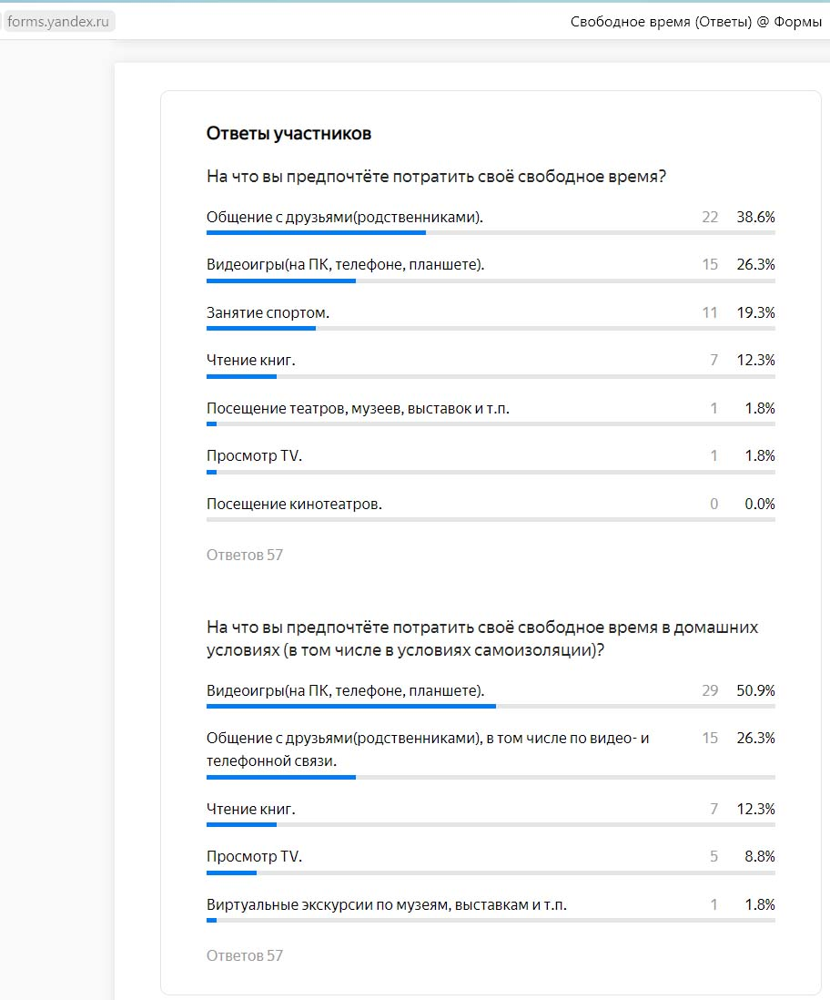 forms.yandex.ru
Свободное время (Ответы) @ Формы
Ответы участников
На что вы предпочтёте потратить своё свободное время?
Общение с друзьями(родственниками). 22 38.6%
Видеоигры(на ПК, телефоне, планшете). 15 26.3%
Занятие спортом. 11 19.3%
Чтение книг. 7 12.3%
Посещение театров, музеев, выставок и т.п. 1 1.8%
Просмотр TV. 1 1.8%
Посещение кинотеатров. 0 0.0%
Ответов 57
На что вы предпочтёте потратить своё свободное время в домашних
условиях (в том числе в условиях самоизоляции)?
Видеоигры(на ПК, телефоне, планшете). 29 50.9%
Общение с друзьями(родственниками), в том числе по видео- и 15 26.3%
телефонной связи.
Чтение книг. 7 12.3%
Просмотр TV. 5 8.8%
Виртуальные экскурсии по музеям, выставкам и т.п. 1 1.8%
Ответов 57